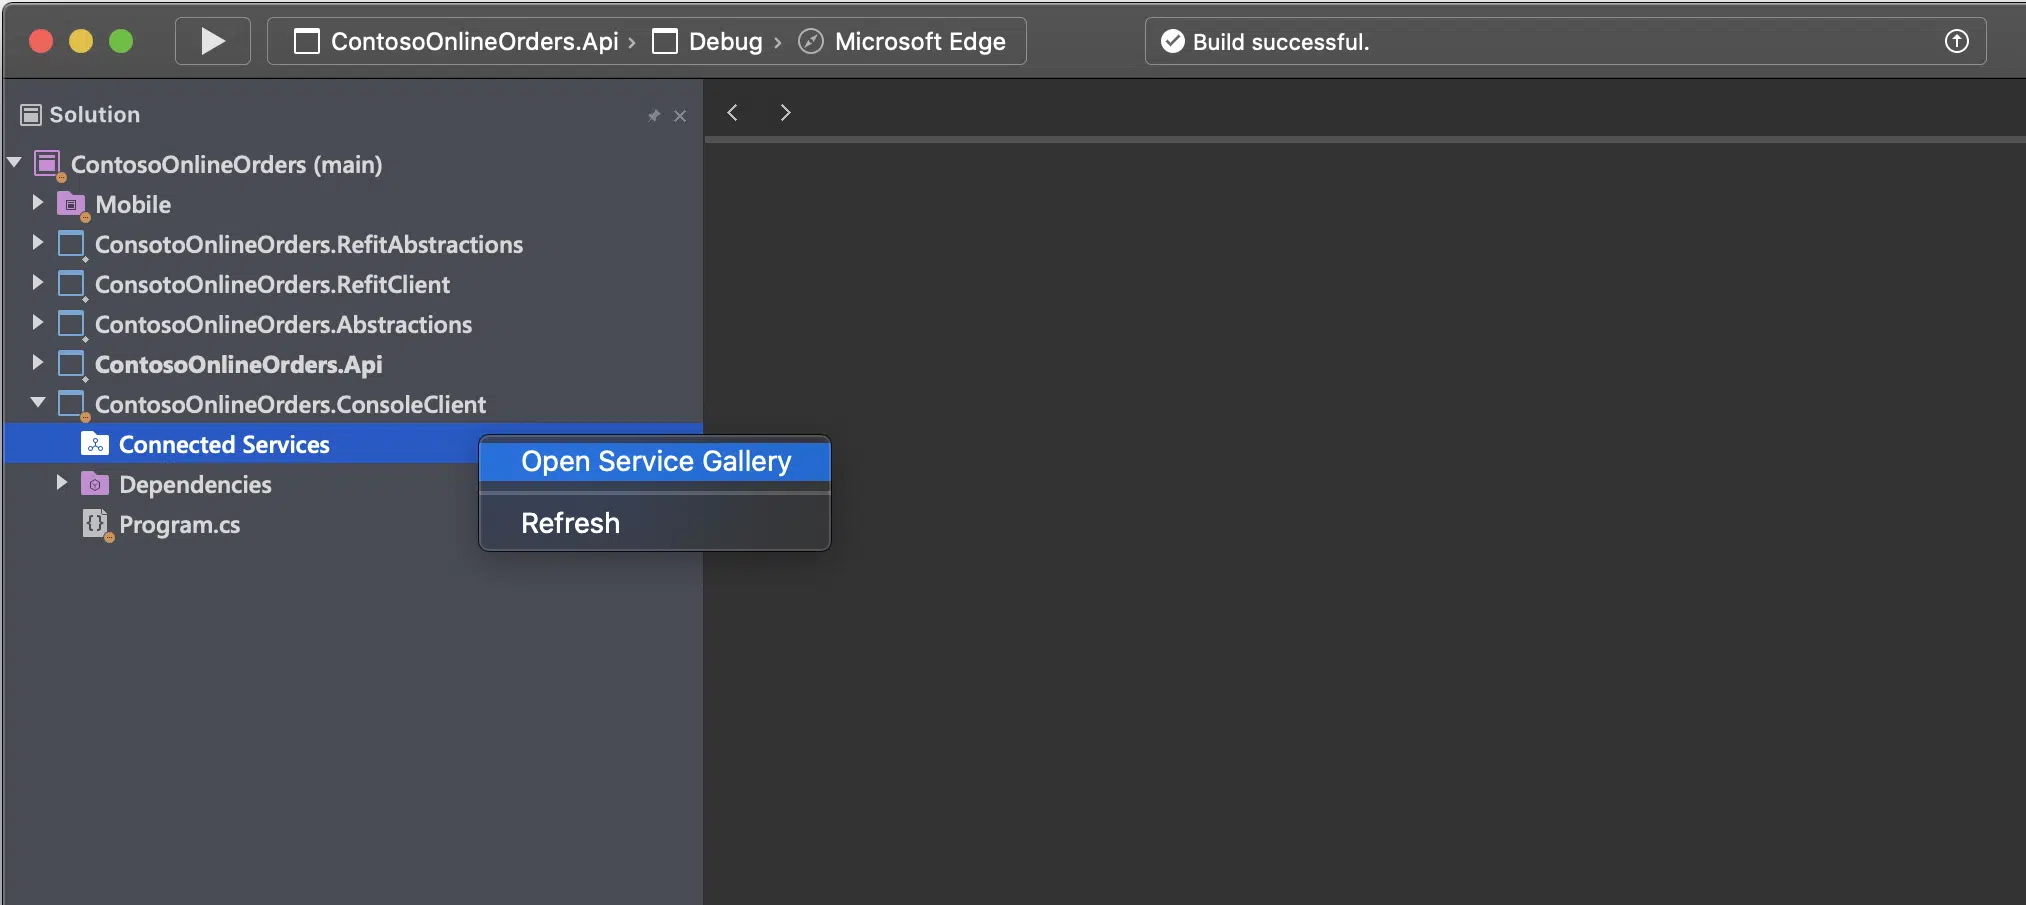 ContosoOnlineOrders.Api › Debug › Microsoft Edge
Build successful.
Solution
ContosoOnlineOrders (main)
Mobile
ConsotoOnlineOrders.RefitAbstractions
ConsotoOnlineOrders.RefitClient
ContosoOnlineOrders.Abstractions
ContosoOnlineOrders.Api
ContosoOnlineOrders.ConsoleClient
Connected Services
Open Service Gallery
Dependencies
Refresh
Program.cs